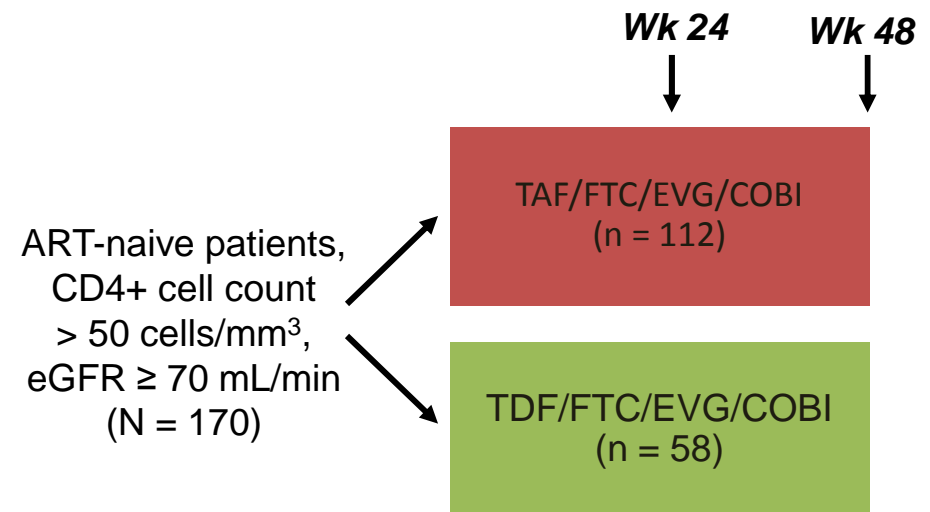 Wk 24
Wk 48
TAF/FTC/EVG/COBI
(n = 112)
ART-naive patients,
CD4+ cell count
> 50 cells/mm³,
eGFR ≥ 70 mL/min
(N = 170)
TDF/FTC/EVG/COBI
(n = 58)